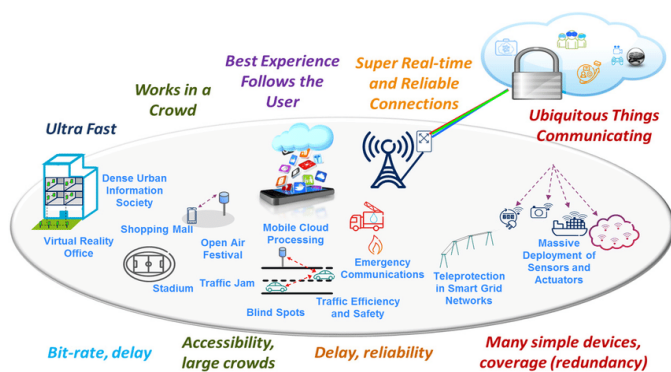 Best Experience
Follows the
User
Super Real-time
and Reliable
Connections
Works in a
Crowd
Ubiquitous Things
Communicating
Ultra Fast
Dense Urban
Information
Society
Virtual Reality
Office
Shopping Mall
Open Air
Festival
Mobile Cloud
Processing
Stadium
Traffic Jam
Blind Spots
Emergency
Communications
Traffic Efficiency
and Safety
Teleprotection
in Smart Grid
Networks
Massive
Deployment of
Sensors and
Actuators
Bit-rate, delay
Accessibility,
large crowds
Delay, reliability
Many simple devices,
coverage (redundancy)